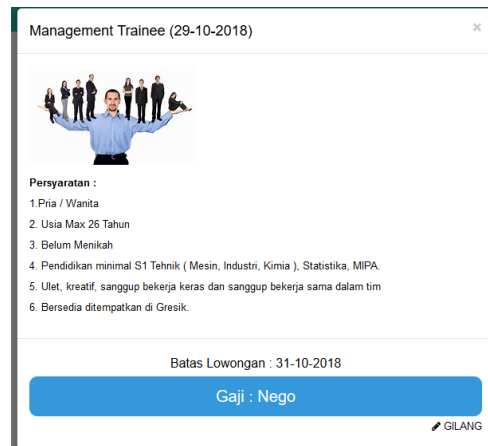 Management Trainee (29-10-2018)
×
Persyaratan :
1.Pria / Wanita
2. Usia Max 26 Tahun
3. Belum Menikah
4. Pendidikan minimal S1 Tehnik ( Mesin, Industri, Kimia ), Statistika, MIPA.
5. Ulet, kreatif, sanggup bekerja keras dan sanggup bekerja sama dalam tim
6. Bersedia ditempatkan di Gresik.
Batas Lowongan : 31-10-2018
Gaji : Nego
GILANG